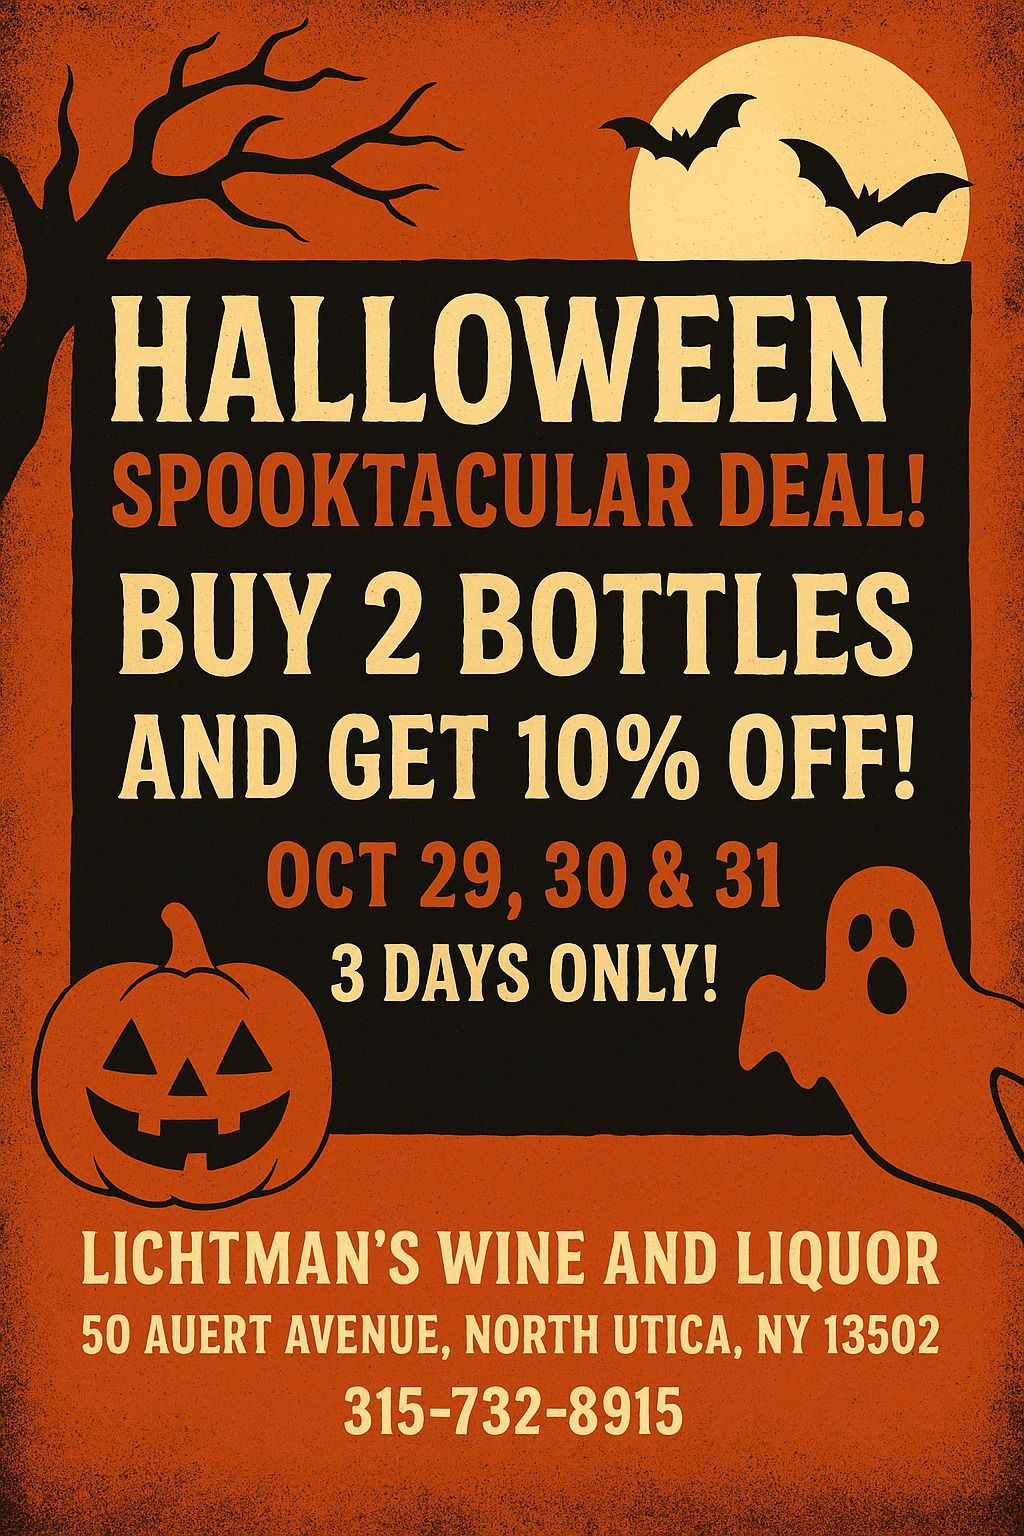 HALLOWEEN
SPOOKTACULAR DEAL!
BUY 2 BOTTLES
AND GET 10% OFF!
OCT 29, 30 & 31
3 DAYS ONLY!
LICHTMAN'S WINE AND LIQUOR
50 AUERT AVENUE, NORTH UTICA, NY 13502
315-732-8915